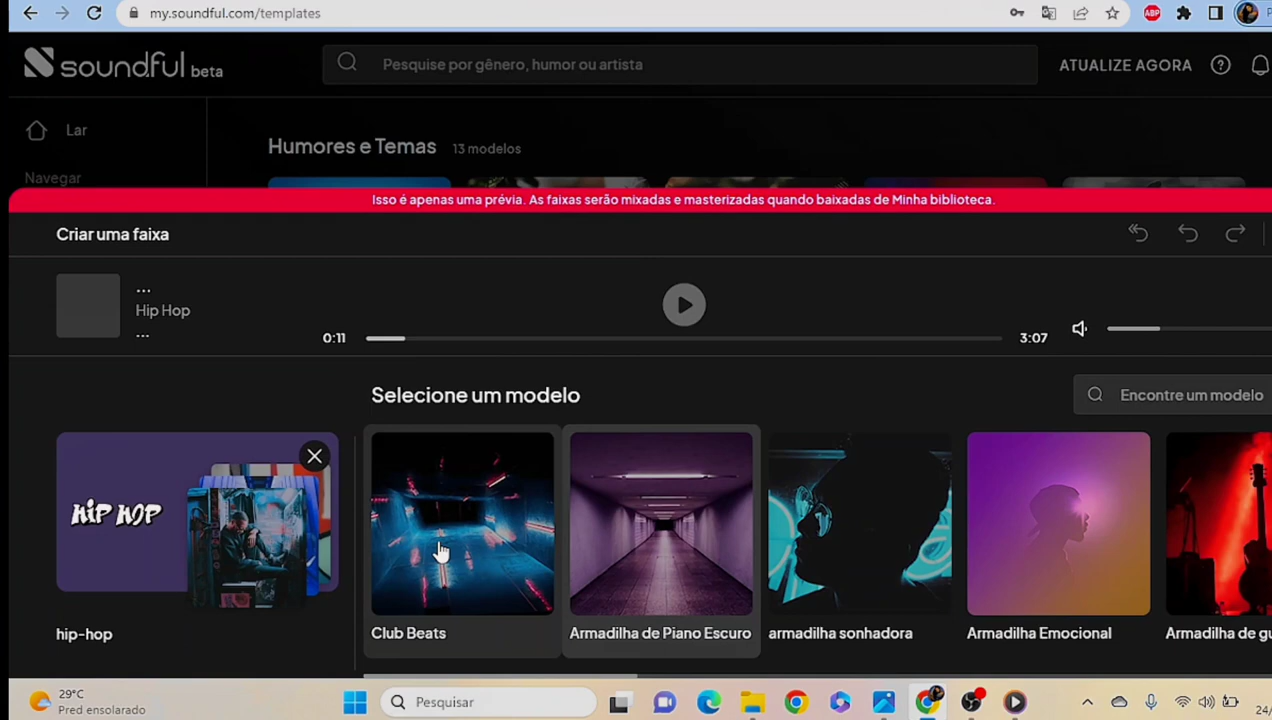 my.soundful.com/templates
ABP
soundful beta
Pesquise por gênero, humor ou artista
ATUALIZE AGORA
Lar
Humores e Temas 13 modelos
Navegar
Isso é apenas uma prévia. As faixas serão mixadas e masterizadas quando baixadas de Minha biblioteca.
Criar uma faixa
...
Hip Hop
...
0:11
3:07
Selecione um modelo
Encontre um modelo
HIP HOP
hip-hop
Club Beats
Armadilha de Piano Escuro
armadilha sonhadora
Armadilha Emocional
Armadilha de gu
29°C
Pred ensolarado
Pesquisar
24/